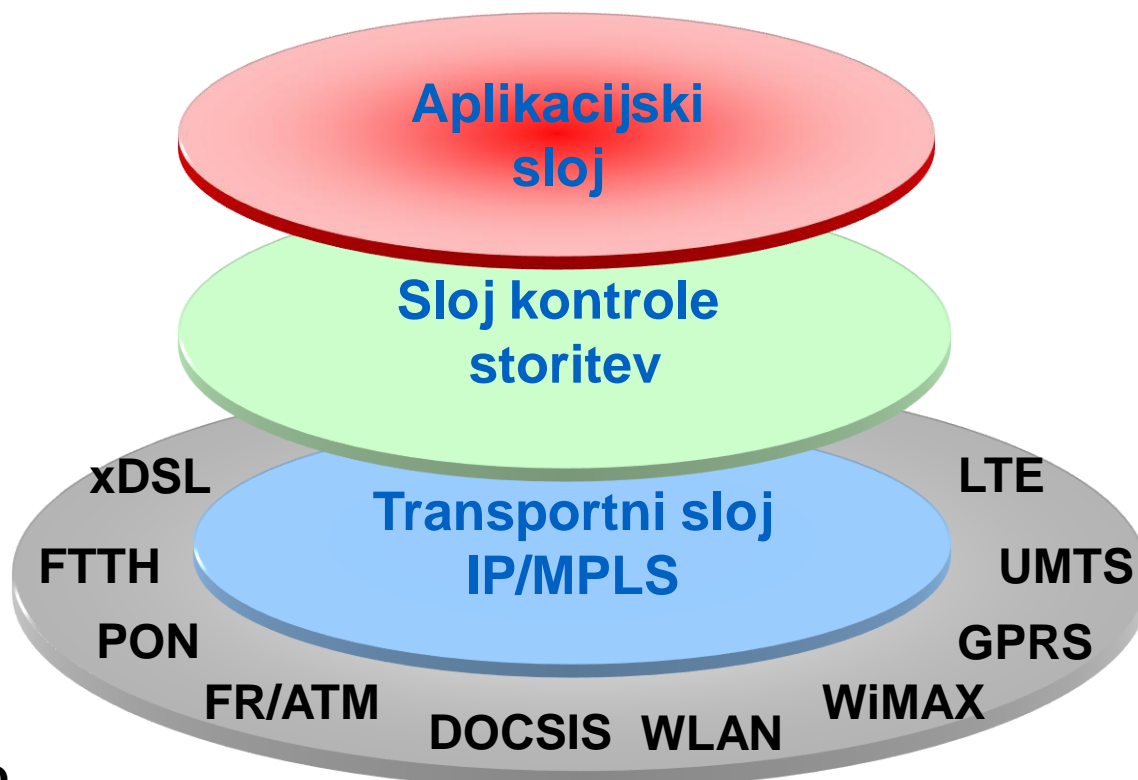 Aplikacijski
sloj
Sloj kontrole
storitev
xDSL
LTE
Transportni sloj
IP/MPLS
FTTH
UMTS
PON
GPRS
FR/ATM
WiMAX
DOCSIS
WLAN